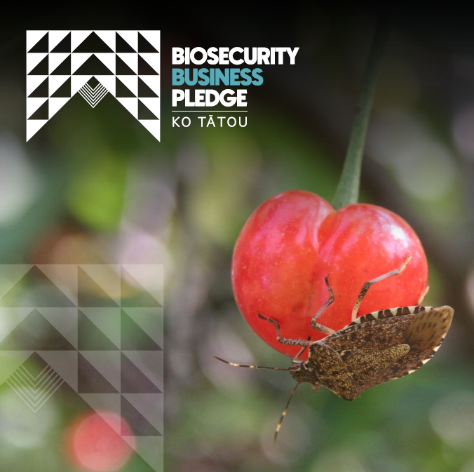 BIOSECURITY
BUSINESS
PLEDGE
KO TĀTOU